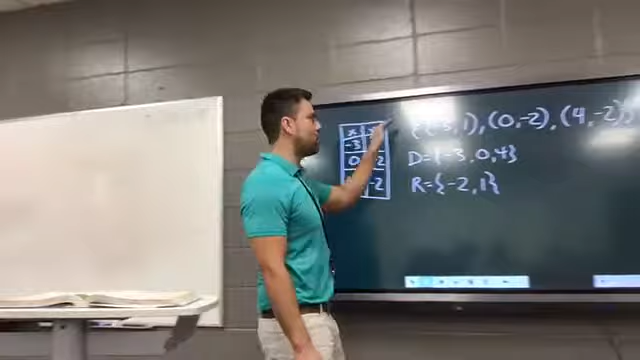 {(-3,1),(0,-2),(4,-2)}
D={-3,0,4}
R={-2,1}
x
-3
0 -2
-2